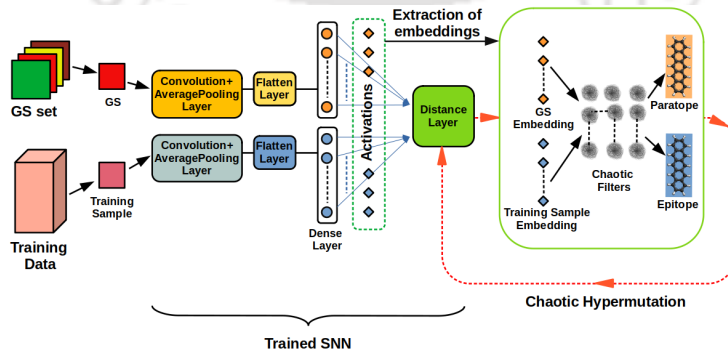 Extraction of
embeddings
GS set
GS
Convolution+
AveragePooling
Layer
Flatten
Layer
Activations
Distance
Layer
GS
Embedding
Chaotic
Filters
Paratope
Training
Data
Training
Sample
Convolution+
AveragePooling
Layer
Flatten
Layer
Dense
Layer
Training Sample
Embedding
Epitope
Chaotic Hypermutation
Trained SNN